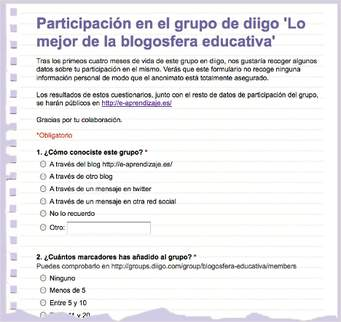 Participación en el grupo de diigo 'Lo
mejor de la blogosfera educativa'
Tras los primeros cuatro meses de vida de este grupo en diigo, nos gustaría recoger algunos
datos sobre tu participación en el mismo. Verás que este formulario no recoge ninguna
información personal de modo que el anonimato está totalmente asegurado.
Los resultados de estos cuestionarios, junto con el resto de datos de participación del grupo,
se harán públicos en http://e-aprendizaje.es/
Gracias por tu colaboración.
*Obligatorio
1. ¿Cómo conociste este grupo? *
A través del blog http://e-aprendizaje.es/
A través de otro blog
A través de un mensaje en twitter
A través de un mensaje en otra red social
No lo recuerdo
Otro:
2. ¿Cuántos marcadores has añadido al grupo? *
Puedes comprobarlo en http://groups.diigo.com/group/blogosfera-educativa/members
Ninguno
Menos de 5
Entre 5 y 10
y 20